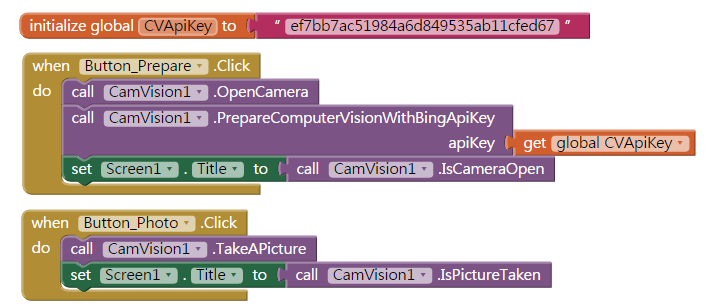 initialize global CVApiKey to " ef7bb7ac51984a6d849535ab11cfed67 "
when Button_Prepare .Click
do call CamVision1 .OpenCamera
call CamVision1 .PrepareComputerVisionWithBingApiKey
apiKey get global CVApiKey
set Screen1 . Title to call CamVision1 .IsCameraOpen
when Button_Photo .Click
do call CamVision1 .TakeAPicture
set Screen1 . Title to call CamVision1 .IsPictureTaken